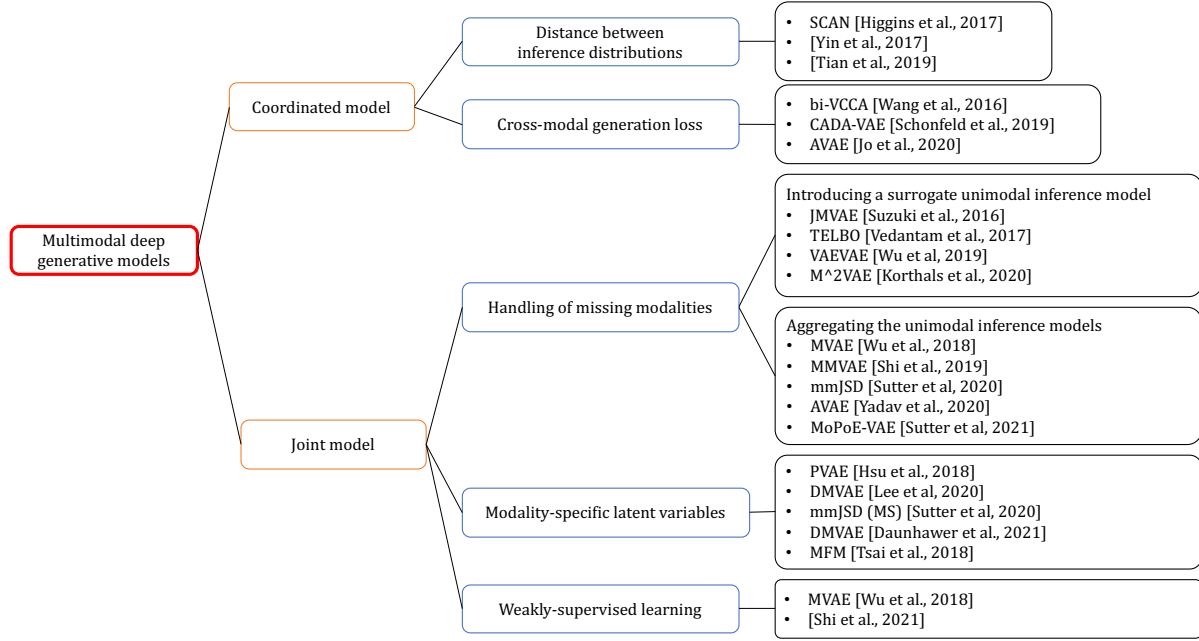 Multimodal deep
generative models
Coordinated model
Distance between
inference distributions
• SCAN [Higgins et al., 2017]
• [Yin et al., 2017]
• [Tian et al., 2019]
Cross-modal generation loss
• bi-VCCA [Wang et al., 2016]
• CADA-VAE [Schonfeld et al., 2019]
• AVAE [Jo et al., 2020]
Joint model
Handling of missing modalities
Introducing a surrogate unimodal inference model
• JMVAE [Suzuki et al., 2016]
• TELBO [Vedantam et al., 2017]
• VAEVAE [Wu et al, 2019]
• M^2VAE [Korthals et al., 2020]
Aggregating the unimodal inference models
• MVAE [Wu et al., 2018]
• MMVAE [Shi et al., 2019]
• mmJSD [Sutter et al, 2020]
• AVAE [Yadav et al., 2020]
• MoPoE-VAE [Sutter et al, 2021]
Modality-specific latent variables
• PVAE [Hsu et al., 2018]
• DMVAE [Lee et al, 2020]
• mmJSD (MS) [Sutter et al, 2020]
• DMVAE [Daunhawer et al., 2021]
• MFM [Tsai et al., 2018]
Weakly-supervised learning
• MVAE [Wu et al., 2018]
• [Shi et al., 2021]